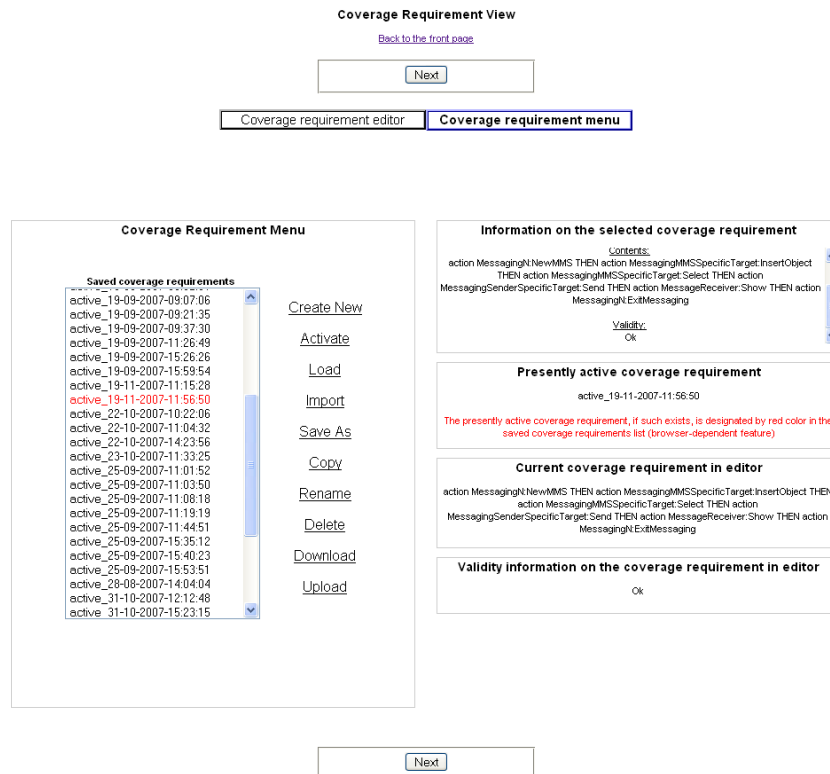 Coverage Requirement View
Back to the front page
Next
Coverage requirement editor
Coverage requirement menu
Coverage Requirement Menu
Saved coverage requirements
active_19-09-2007-09:07:06
active_19-09-2007-09:21:35
active_19-09-2007-09:37:30
active_19-09-2007-11:26:49
active_19-09-2007-15:26:26
active_19-09-2007-15:59:54
active_19-11-2007-11:15:28
active_19-11-2007-11:56:50
active_22-10-2007-10:22:06
active_22-10-2007-11:04:32
active_22-10-2007-14:23:56
active_23-10-2007-11:33:25
active_25-09-2007-11:01:52
active_25-09-2007-11:03:50
active_25-09-2007-11:08:18
active_25-09-2007-11:19:19
active_25-09-2007-11:44:51
active_25-09-2007-15:35:12
active_25-09-2007-15:40:23
active_25-09-2007-15:53:51
active_28-08-2007-14:04:04
active_31-10-2007-12:12:48
active_31-10-2007-15:23:15
Create New
Activate
Load
Import
Save As
Copy
Rename
Delete
Download
Upload
Information on the selected coverage requirement
Contents:
action MessagingN:NewMMS THEN action MessagingMMSSpecificTarget:InsertObject
THEN action MessagingMMSSpecificTarget:Select THEN action
MessagingSenderSpecificTarget:Send THEN action MessageReceiver:Show THEN action
MessagingN:ExitMessaging
Validity:
Ok
Presently active coverage requirement
active_19-11-2007-11:56:50
The presently active coverage requirement, if such exists, is designated by red color in the
saved coverage requirements list (browser-dependent feature)
Current coverage requirement in editor
action MessagingN:NewMMS THEN action MessagingMMSSpecificTarget:InsertObject THEN
action MessagingMMSSpecificTarget:Select THEN action
MessagingSenderSpecificTarget:Send THEN action MessageReceiver:Show THEN action
MessagingN:ExitMessaging
Validity information on the coverage requirement in editor
Ok
Next